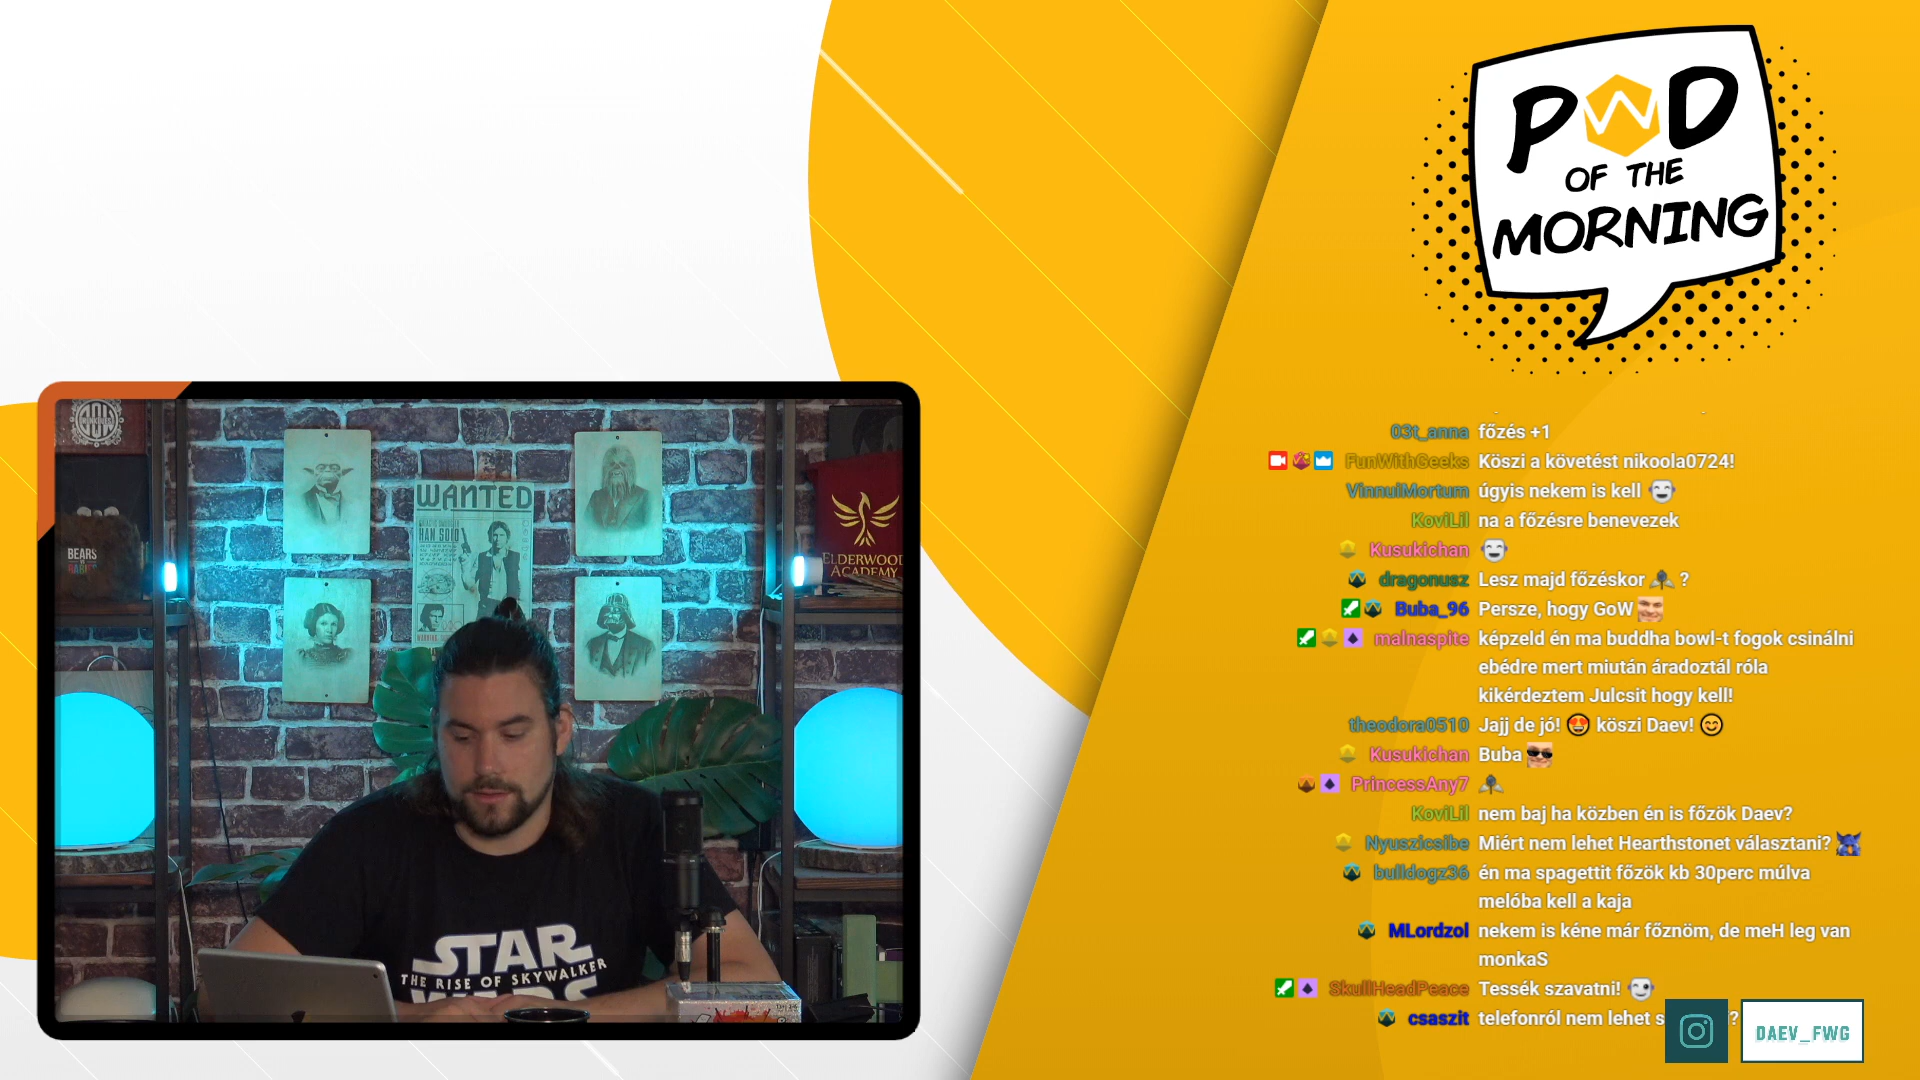 POD
OF THE
MORNING
WANTED
HAN SOLO
BEARS
ELDERWOOD
ACADEMY
STAR
THE RISE OF SKYWALKER
WARS
03t_anna főzés +1
FunWithGeeks Köszi a követést nikoola0724!
VinnuiMortum úgyis nekem is kell
KoviLil na a főzésre benevezek
Kusukichan
dragonusz Lesz majd főzéskor ?
Buba_96 Persze, hogy GoW
malnaspite képzeld én ma buddha bowl-t fogok csinálni
ebédre mert miután áradoztál róla
kikérdeztem Julcsit hogy kell!
theodora0510 Jajj de jó! köszi Daev!
Kusukichan Buba
PrincessAny7
KoviLil nem baj ha közben én is főzök Daev?
Nyuszicsibe Miért nem lehet Hearthstonet választani?
bulldogz36 én ma spagettit főzök kb 30perc múlva
melóba kell a kaja
MLordzol nekem is kéne már főznöm, de meH leg van
monkaS
SkullHeadPeace Tessék szavatni!
csaszit telefonról nem lehet s ?
DAEV_FWG